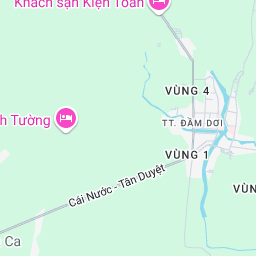 Khách sạn Kiện Toàn
VÙNG 4
h Tường
TT. ĐẦM DƠI
VÙNG 1
Cái Nước - Tân Duyệt
VÙN
Ca